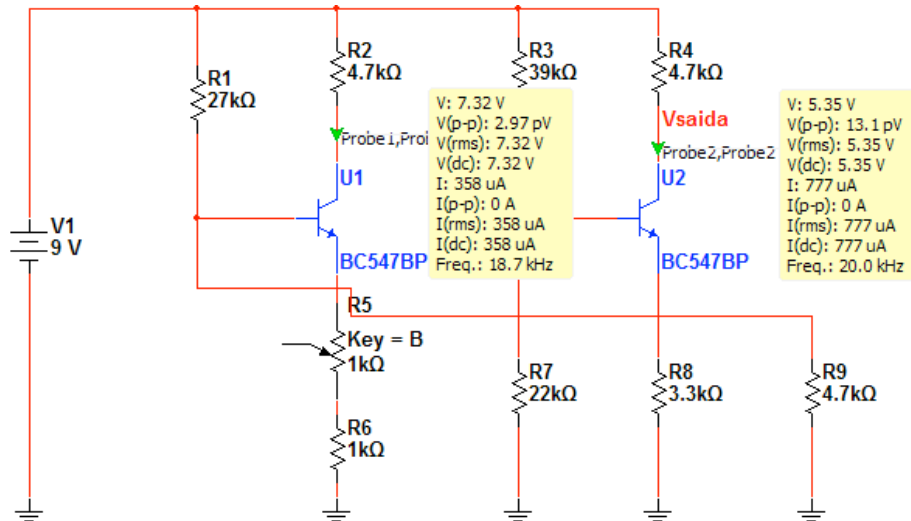 R1
27kΩ
R2
4.7kΩ
R3
39kΩ
R4
4.7kΩ
V1
9 V
U1
BC547BP
V: 7.32 V
V(p-p): 2.97 pV
V(rms): 7.32 V
V(dc): 7.32 V
I: 358 uA
I(p-p): 0 A
I(rms): 358 uA
I(dc): 358 uA
Freq.: 18.7 kHz
Vsaida
Probe2,Probe2
U2
BC547BP
V: 5.35 V
V(p-p): 13.1 pV
V(rms): 5.35 V
V(dc): 5.35 V
I: 777 uA
I(p-p): 0 A
I(rms): 777 uA
I(dc): 777 uA
Freq.: 20.0 kHz
R5
Key = B
1kΩ
R6
1kΩ
R7
22kΩ
R8
3.3kΩ
R9
4.7kΩ